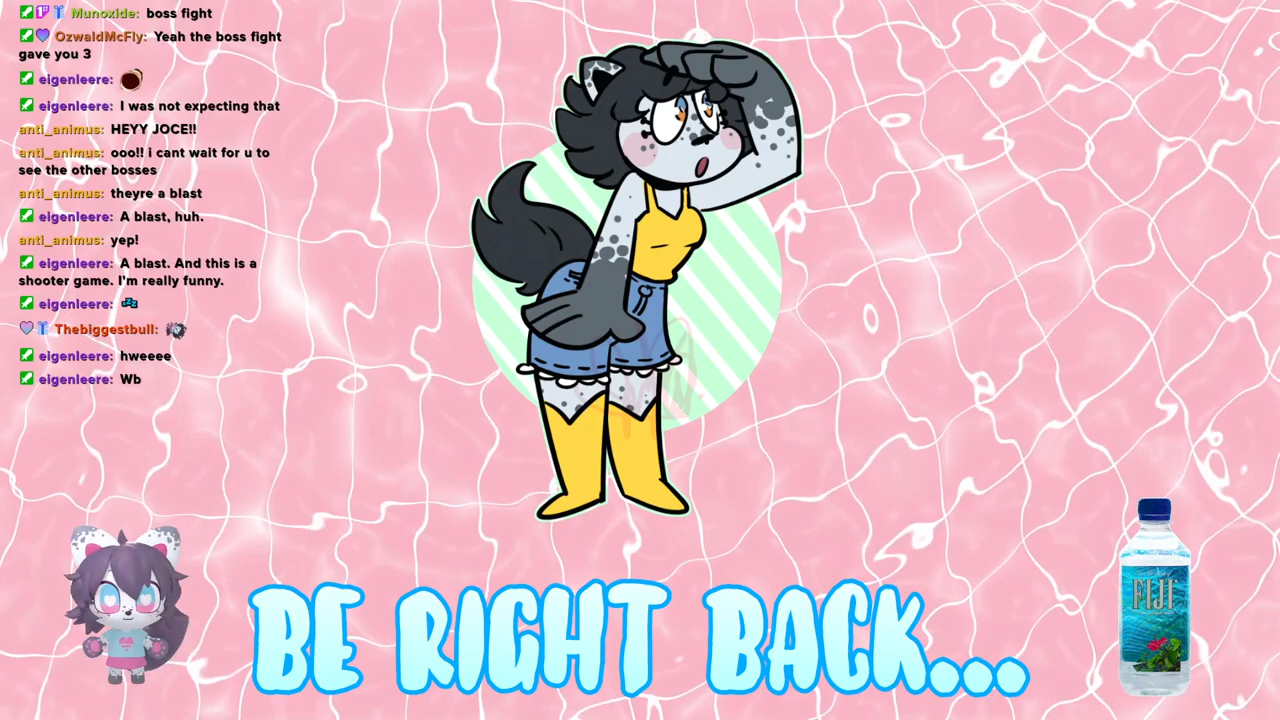 Munoxide: boss fight
OzwaldMcFly: Yeah the boss fight
gave you 3
eigenleere:
eigenleere: I was not expecting that
anti_animus: HEYY JOCE!!
anti_animus: ooo!! i cant wait for u to
see the other bosses
anti_animus: theyre a blast
eigenleere: A blast, huh.
anti_animus: yep!
eigenleere: A blast. And this is a
shooter game. I'm really funny.
eigenleere:
Thebiggestbull:
eigenleere: hweeee
eigenleere: Wb
FIJI
BE RIGHT BACK...